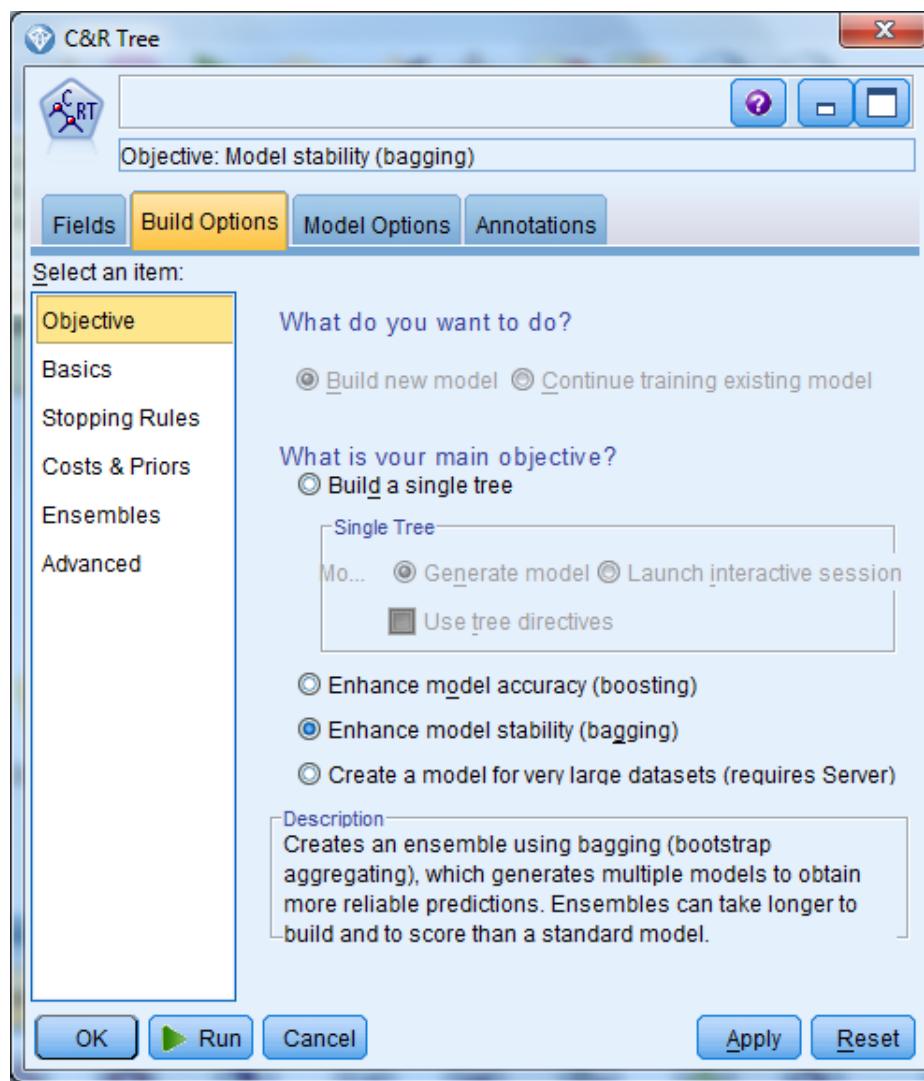 C&R Tree
C RT
Objective: Model stability (bagging)
Fields Build Options Model Options Annotations
Select an item:
Objective
Basics
Stopping Rules
Costs & Priors
Ensembles
Advanced
What do you want to do?
Build new model Continue training existing model
What is your main objective?
Build a single tree
Single Tree
Mo... Generate model Launch interactive session
Use tree directives
Enhance model accuracy (boosting)
Enhance model stability (bagging)
Create a model for very large datasets (requires Server)
Description
Creates an ensemble using bagging (bootstrap
aggregating), which generates multiple models to obtain
more reliable predictions. Ensembles can take longer to
build and to score than a standard model.
OK Run Cancel Apply Reset